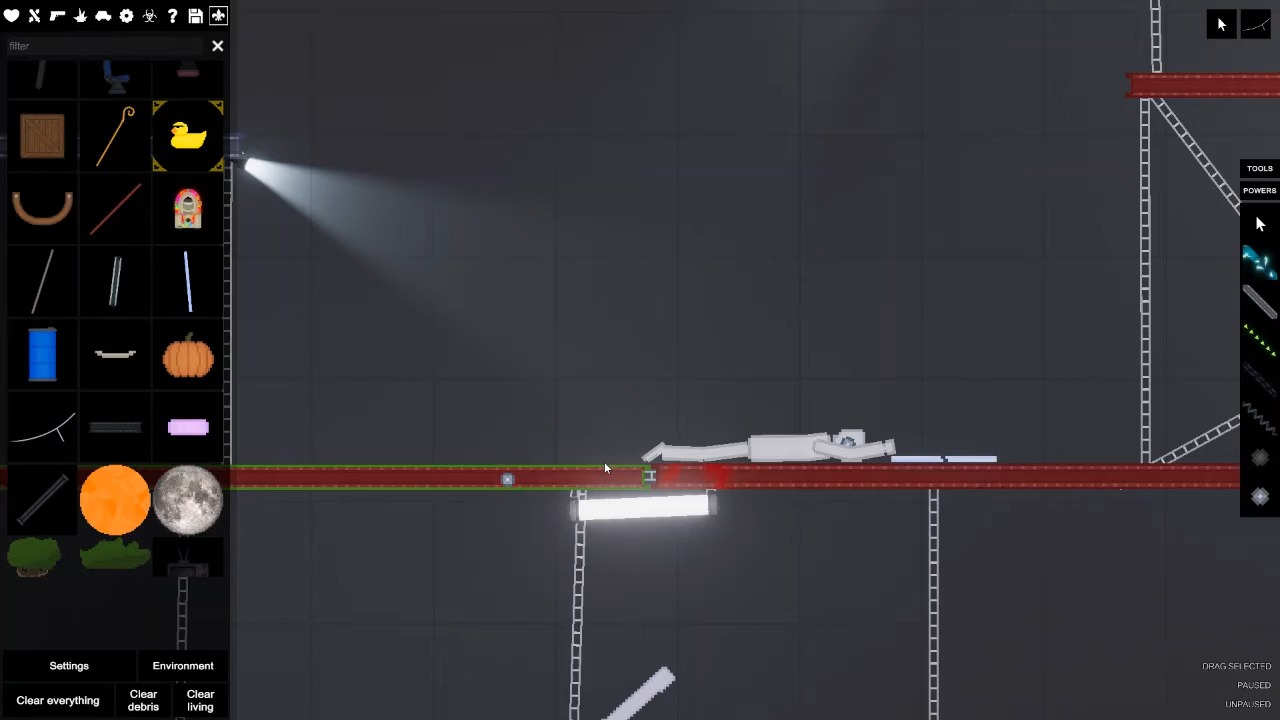 filter
TOOLS
POWERS
Settings
Environment
Clear everything
Clear debris
Clear living
DRAG SELECTED
PAUSED
UNPAUSED